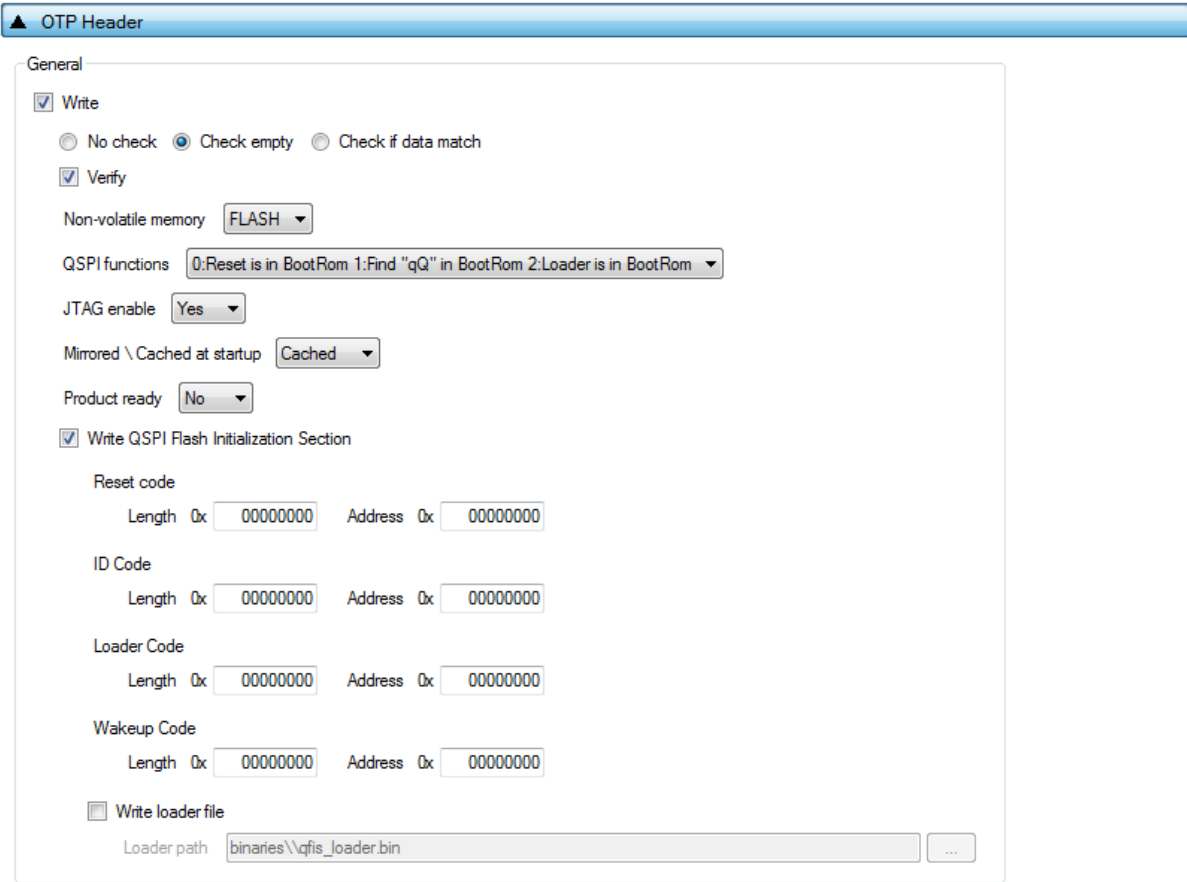 OTP Header
General
Write
No check Check empty Check if data match
Verify
Non-volatile memory FLASH
QSPI functions 0:Reset is in BootRom 1:Find "qQ" in BootRom 2:Loader is in BootRom
JTAG enable Yes
Mirrored \ Cached at startup Cached
Product ready No
Write QSPI Flash Initialization Section
Reset code
Length 0x 00000000 Address 0x 00000000
ID Code
Length 0x 00000000 Address 0x 00000000
Loader Code
Length 0x 00000000 Address 0x 00000000
Wakeup Code
Length 0x 00000000 Address 0x 00000000
Write loader file
Loader path binaries\\qfis_loader.bin ...